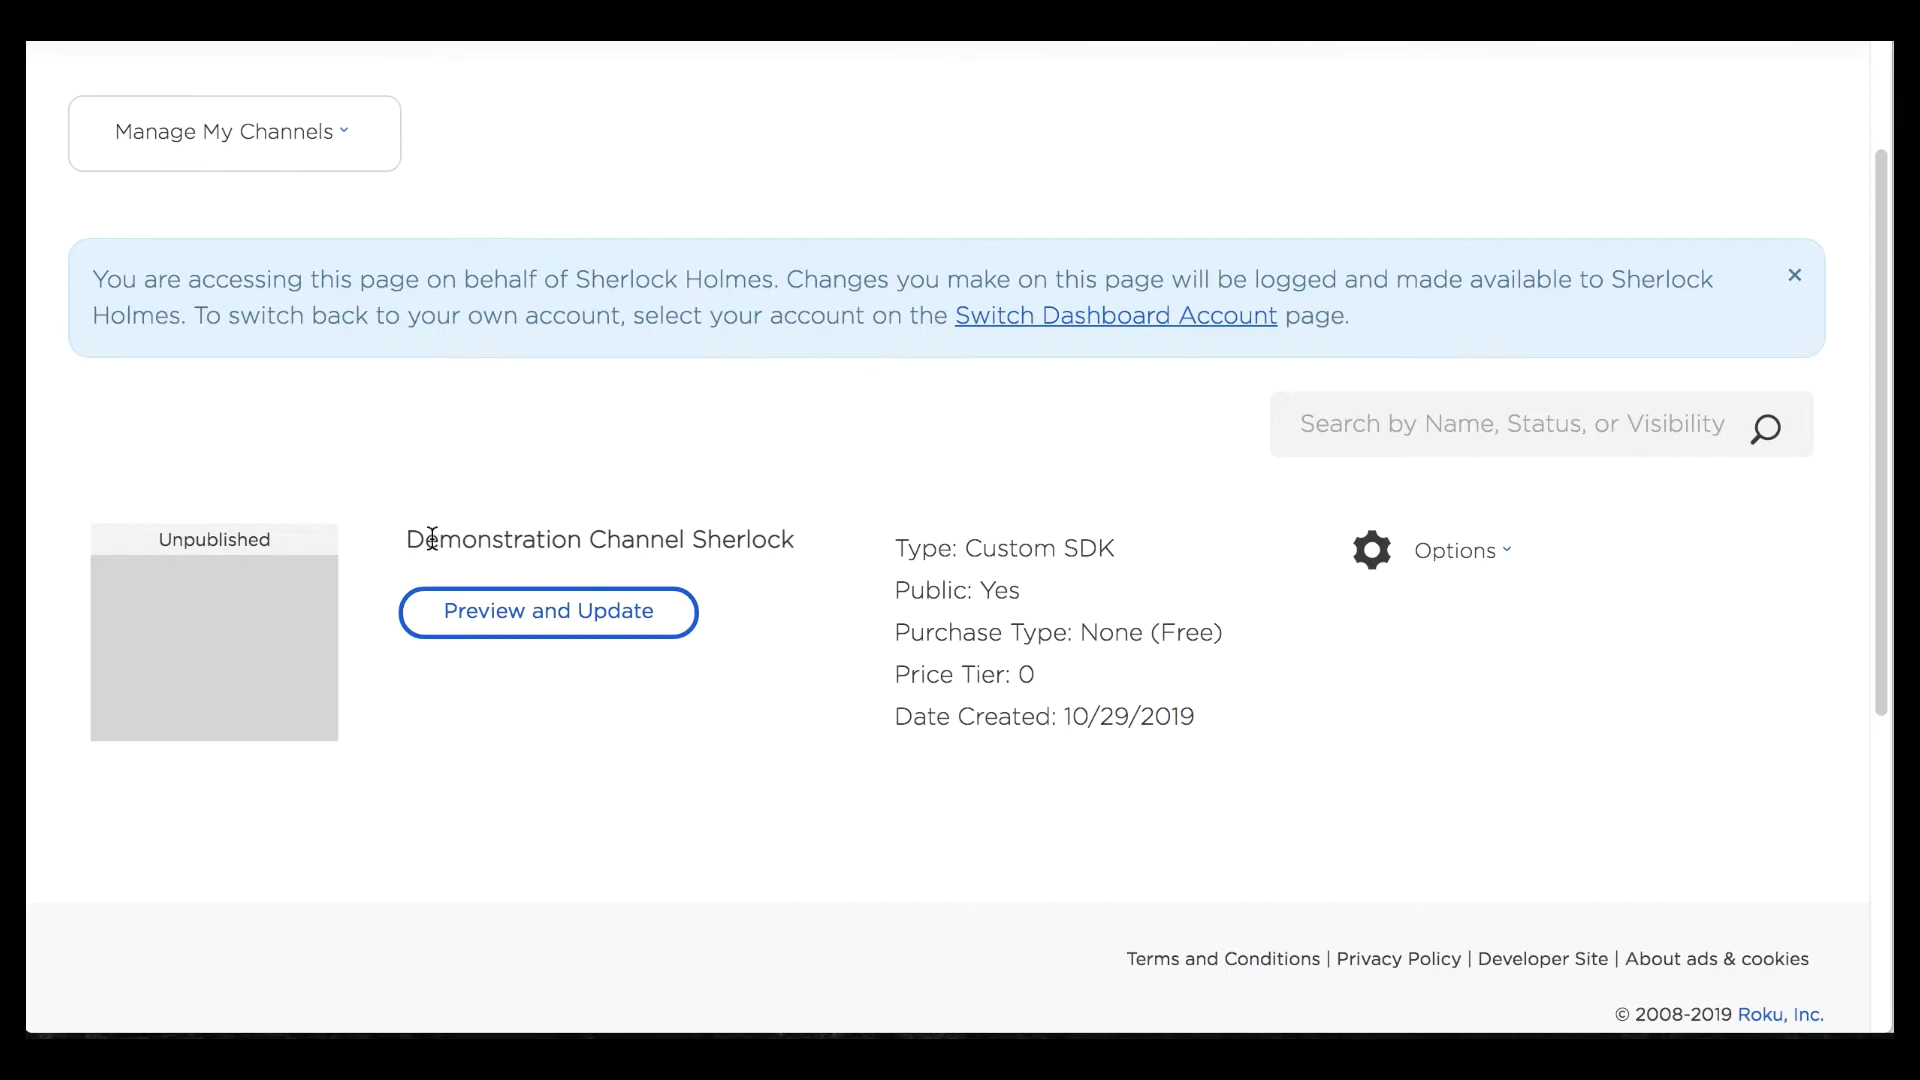 Manage My Channels
You are accessing this page on behalf of Sherlock Holmes. Changes you make on this page will be logged and made available to Sherlock
Holmes. To switch back to your own account, select your account on the Switch Dashboard Account page.
Search by Name, Status, or Visibility
Unpublished
Demonstration Channel Sherlock
Preview and Update
Type: Custom SDK
Public: Yes
Purchase Type: None (Free)
Price Tier: 0
Date Created: 10/29/2019
Options
Terms and Conditions | Privacy Policy | Developer Site | About ads & cookies
© 2008-2019 Roku, Inc.